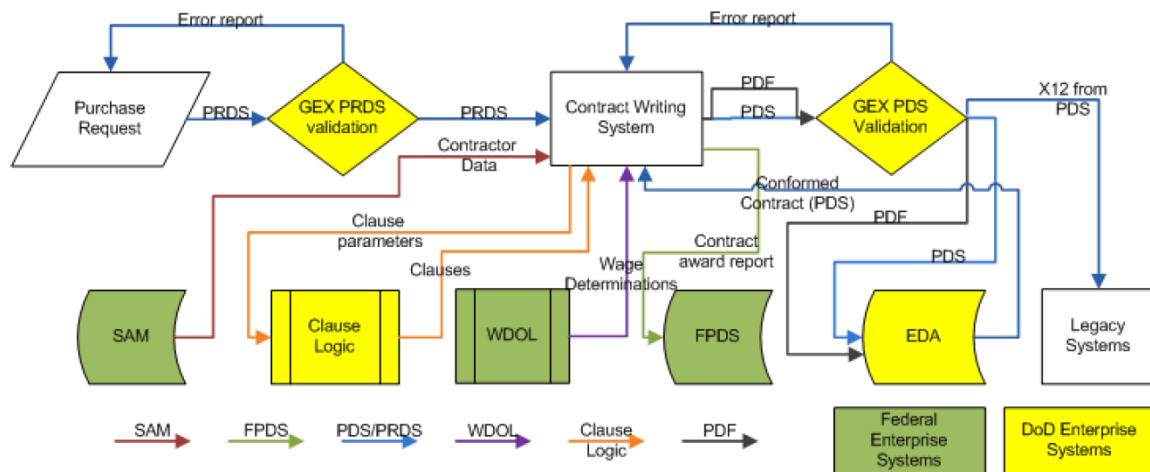 Error report
Error report
Purchase
Request
PRDS
GEX PRDS
validation
PRDS
Contract Writing
System
PDF
PDS
GEX PDS
Validation
X12 from
PDS
Contractor
Data
Conformed
Contract (PDS)
PDF
Clause
parameters
Clauses
Wage
Determinations
Contract
award report
PDS
SAM
Clause
Logic
WDOL
FPDS
EDA
Legacy
Systems
SAM
FPDS
PDS/PRDS
WDOL
Clause
Logic
PDF
Federal
Enterprise
Systems
DoD Enterprise
Systems